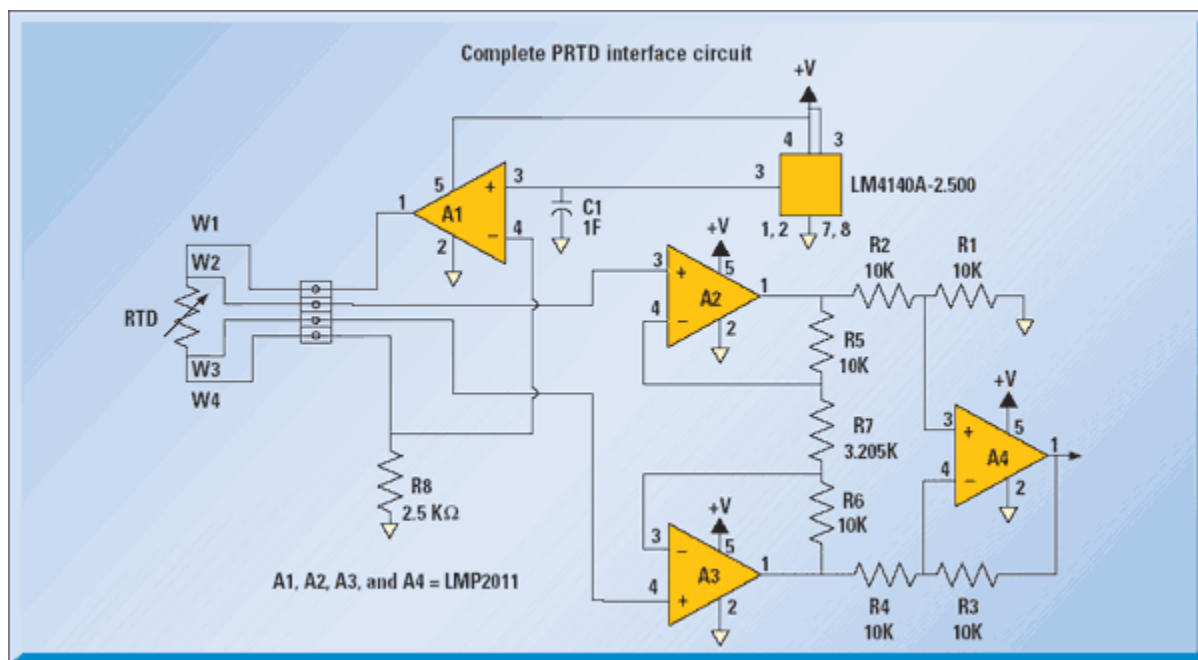 Complete PRTD interface circuit
+V
4 3
3
LM4140A-2.500
1, 2 7, 8
5
3
+
1
A1
C1
1F
−
4
2
W1
W2
RTD
W3
W4
+V
3
+
5
1
A2
4
−
2
R2
10K
R1
10K
R5
10K
R7
3.205K
+V
3
+
5
1
A4
4
−
2
R8
2.5 KΩ
R6
10K
+V
3
−
5
1
A3
4
+
2
R4
10K
R3
10K
A1, A2, A3, and A4 = LMP2011